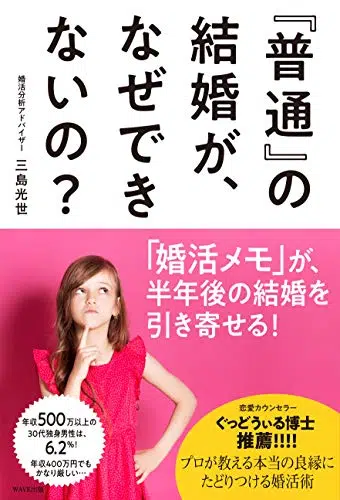 『普通』の
結婚が、
なぜでき
ないの？
婚活分析アドバイザー 三島光世
「婚活メモ」が、
半年後の結婚を
引き寄せる！
年収500万以上の
30代独身男性は、
6.2%！
年収400万円でも
かなり厳しい…
恋愛カウンセラー
ぐっどうぃる博士
推薦!!!!
プロが教える本当の良縁に
たどりつける婚活術
WAVE出版